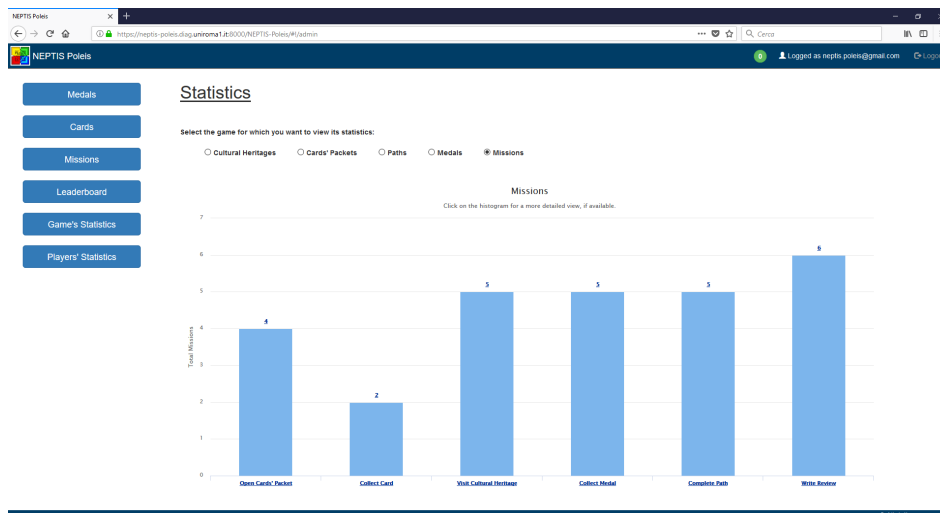 NEPTIS Poleis
https://neptis-poleis.diag.uniroma1.it:8000/NEPTIS-Poleis/#!/admin
Cerca
NEPTIS Poleis
0
Logged as neptis.poleis@gmail.com
Logou
Medals
Cards
Missions
Leaderboard
Game's Statistics
Players' Statistics
Statistics
Select the game for which you want to view its statistics:
Cultural Heritages Cards' Packets Paths Medals Missions
Missions
Click on the histogram for a more detailed view, if available.
Total Missions
7
6
5
4
3
2
1
0
4
2
5
5
5
6
Open Cards' Packet
Collect Card
Visit Cultural Heritage
Collect Medal
Complete Path
Write Review